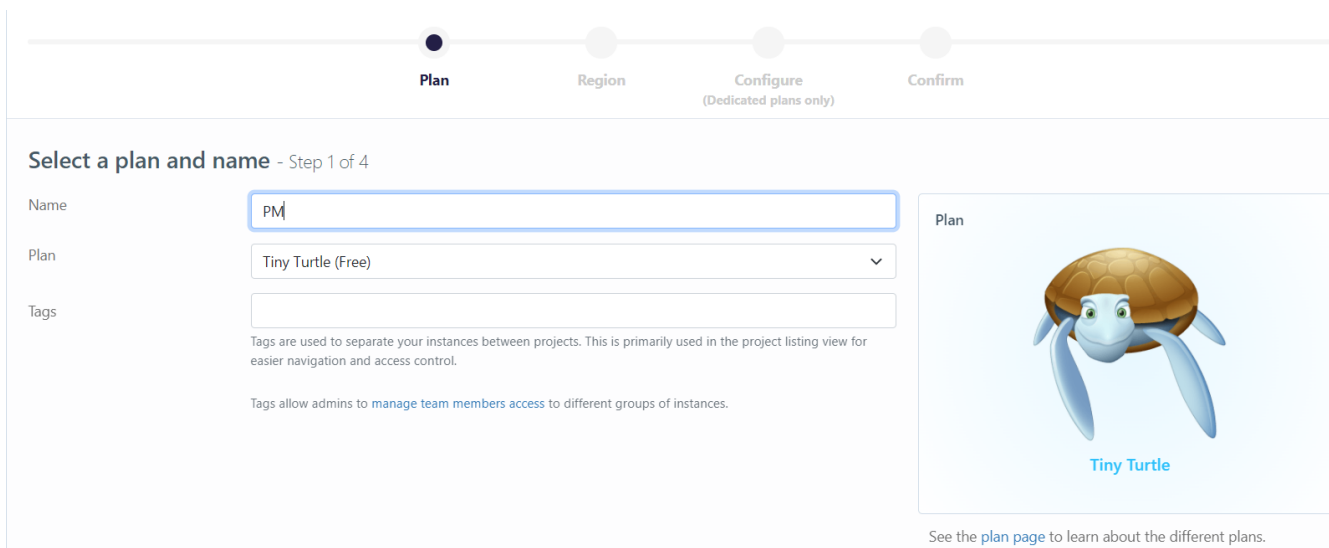 Plan
Region
Configure
(Dedicated plans only)
Confirm
Select a plan and name - Step 1 of 4
Name
PM
Plan
Tiny Turtle (Free)
Tags
Tags are used to separate your instances between projects. This is primarily used in the project listing view for
easier navigation and access control.
Tags allow admins to manage team members access to different groups of instances.
Plan
Tiny Turtle
See the plan page to learn about the different plans.